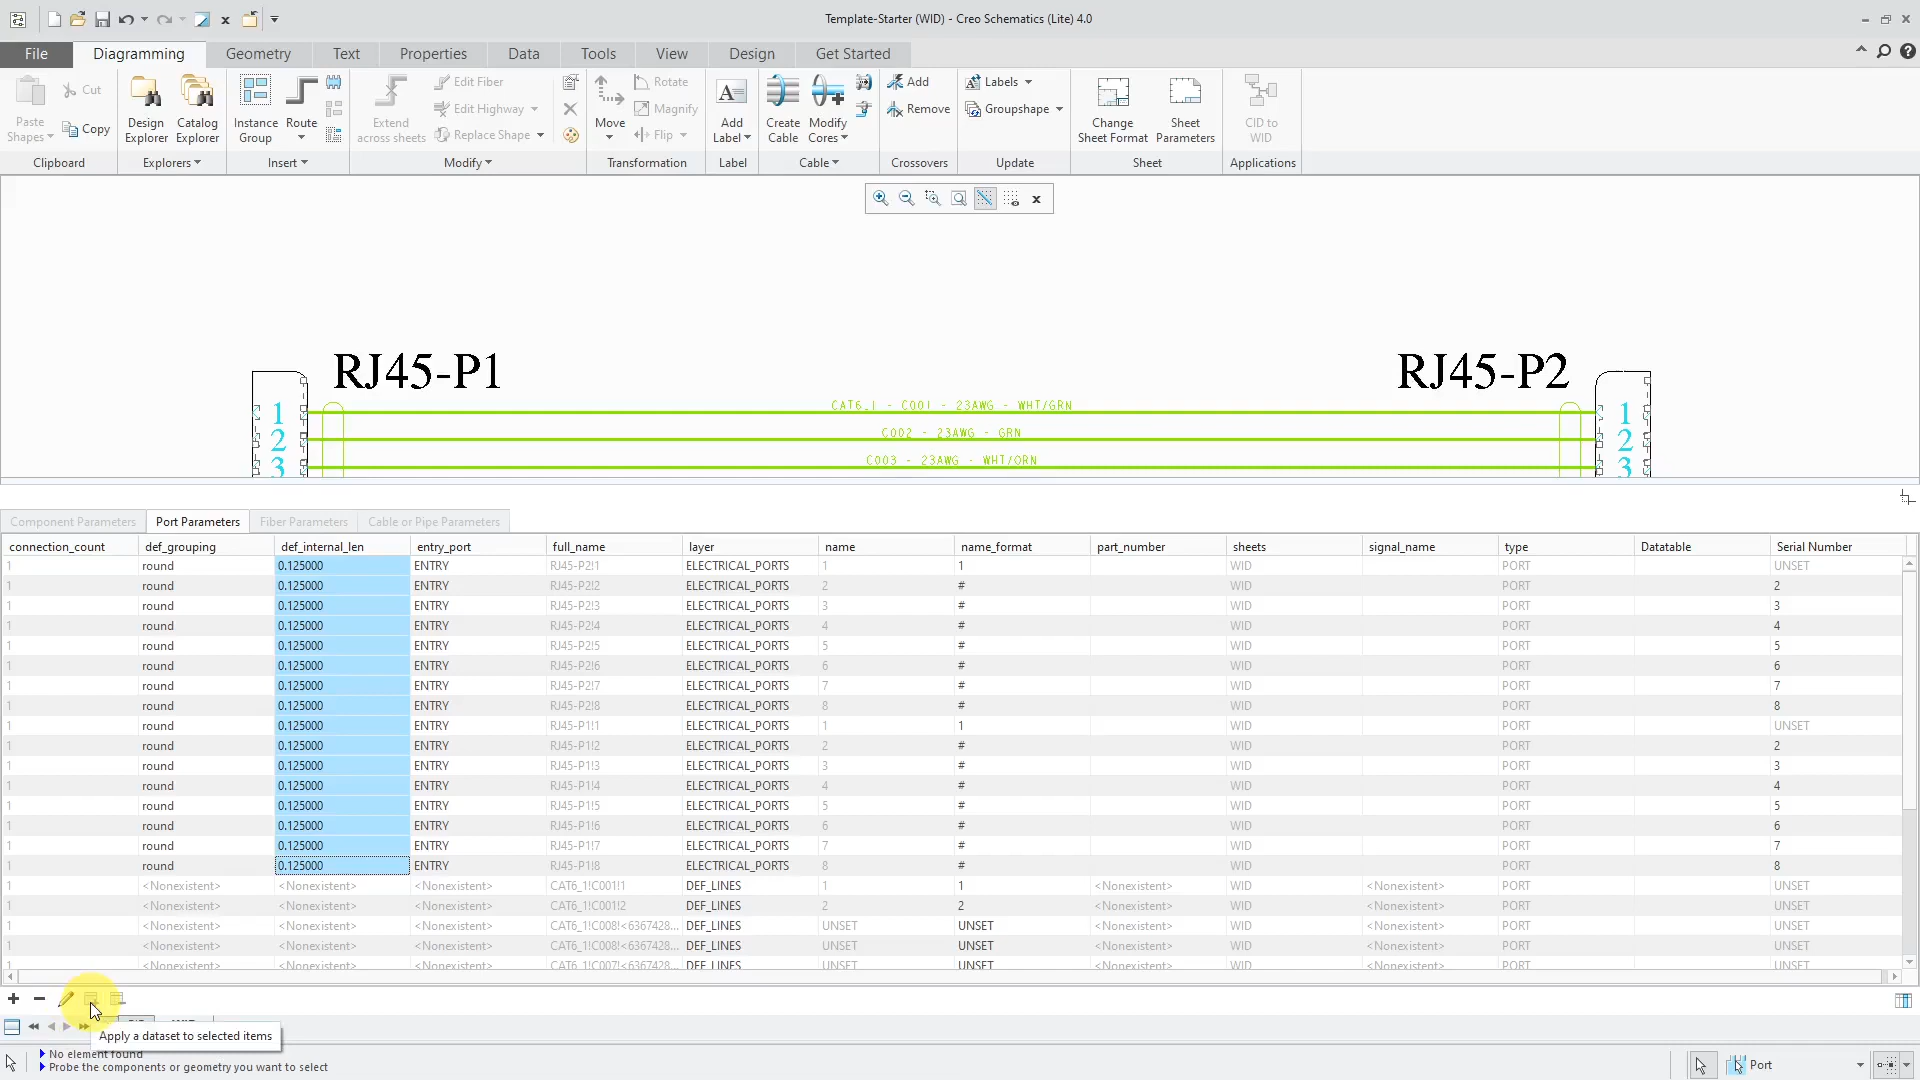 Template-Starter (WID) - Creo Schematics (Lite) 4.0
File Diagramming Geometry Text Properties Data Tools View Design Get Started
Paste Shapes Cut Copy
Design Explorer Catalog Explorer
Instance Group Route
Extend across sheets Edit Fiber Edit Highway Replace Shape
Move Rotate Magnify Flip
Add Label
Create Cable Modify Cores
Add Remove
Labels Groupshape
Change Sheet Format Sheet Parameters
CID to WID
Clipboard Explorers Insert Modify Transformation Label Cable Crossovers Update Sheet Applications
RJ45-P1 RJ45-P2
1 CAT6_1 - C001 - 23AWG - WHT/GRN 1
2 C002 - 23AWG - GRN 2
3 C003 - 23AWG - WHT/ORN 3
Component Parameters Port Parameters Fiber Parameters Cable or Pipe Parameters
connection_count def_grouping def_internal_len entry_port full_name layer name name_format part_number sheets signal_name type Datatable Serial Number
1 round 0.125000 ENTRY RJ45-P2!1 ELECTRICAL_PORTS 1 1 WID PORT UNSET
1 round 0.125000 ENTRY RJ45-P2!2 ELECTRICAL_PORTS 2 # WID PORT 2
1 round 0.125000 ENTRY RJ45-P2!3 ELECTRICAL_PORTS 3 # WID PORT 3
1 round 0.125000 ENTRY RJ45-P2!4 ELECTRICAL_PORTS 4 # WID PORT 4
1 round 0.125000 ENTRY RJ45-P2!5 ELECTRICAL_PORTS 5 # WID PORT 5
1 round 0.125000 ENTRY RJ45-P2!6 ELECTRICAL_PORTS 6 # WID PORT 6
1 round 0.125000 ENTRY RJ45-P2!7 ELECTRICAL_PORTS 7 # WID PORT 7
1 round 0.125000 ENTRY RJ45-P2!8 ELECTRICAL_PORTS 8 # WID PORT 8
1 round 0.125000 ENTRY RJ45-P1!1 ELECTRICAL_PORTS 1 1 WID PORT UNSET
1 round 0.125000 ENTRY RJ45-P1!2 ELECTRICAL_PORTS 2 # WID PORT 2
1 round 0.125000 ENTRY RJ45-P1!3 ELECTRICAL_PORTS 3 # WID PORT 3
1 round 0.125000 ENTRY RJ45-P1!4 ELECTRICAL_PORTS 4 # WID PORT 4
1 round 0.125000 ENTRY RJ45-P1!5 ELECTRICAL_PORTS 5 # WID PORT 5
1 round 0.125000 ENTRY RJ45-P1!6 ELECTRICAL_PORTS 6 # WID PORT 6
1 round 0.125000 ENTRY RJ45-P1!7 ELECTRICAL_PORTS 7 # WID PORT 7
1 round 0.125000 ENTRY RJ45-P1!8 ELECTRICAL_PORTS 8 # WID PORT 8
1 <Nonexistent> <Nonexistent> <Nonexistent> CAT6_1!C001!1 DEF_LINES 1 1 <Nonexistent> WID <Nonexistent> PORT UNSET
1 <Nonexistent> <Nonexistent> <Nonexistent> CAT6_1!C001!2 DEF_LINES 2 2 <Nonexistent> WID <Nonexistent> PORT UNSET
1 <Nonexistent> <Nonexistent> <Nonexistent> CAT6_1!C008!<6367428... DEF_LINES UNSET UNSET <Nonexistent> WID <Nonexistent> PORT UNSET
1 <Nonexistent> <Nonexistent> <Nonexistent> CAT6_1!C008!<6367428... DEF_LINES UNSET UNSET <Nonexistent> WID <Nonexistent> PORT UNSET
1 <Nonexistent> <Nonexistent> <Nonexistent> CAT6_1!C007!<6367428... DEF_LINES UNSET UNSET <Nonexistent> WID <Nonexistent> PORT UNSET
Apply a dataset to selected items
No element found
Probe the components or geometry you want to select
Port